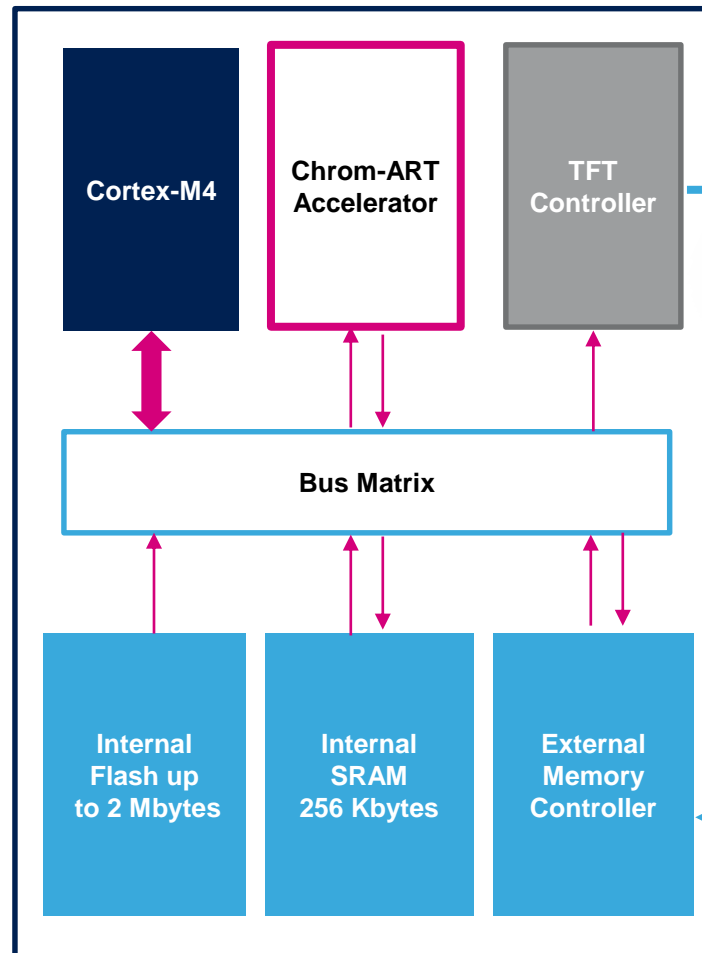 Cortex-M4
Chrom-ART
Accelerator
TFT
Controller
Bus Matrix
Internal
Flash up
to 2 Mbytes
Internal
SRAM
256 Kbytes
External
Memory
Controller